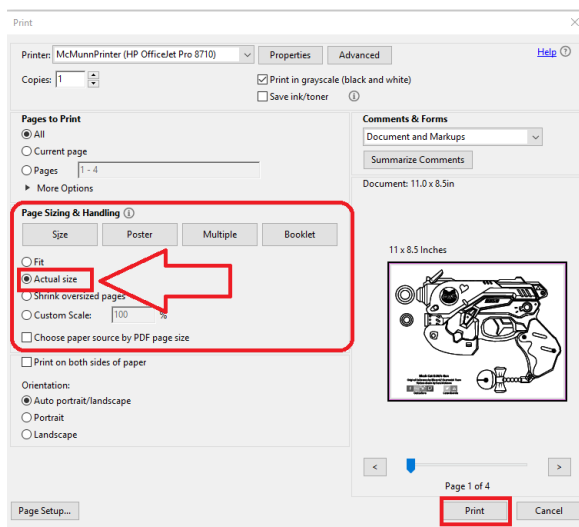 Print
Printer: McMunnPrinter (HP OfficeJet Pro 8710) Properties Advanced Help
Copies: 1 Print in grayscale (black and white)
Save ink/toner
Pages to Print
All
Current page
Pages 1 - 4
More Options
Comments & Forms
Document and Markups
Summarize Comments
Document: 11.0 x 8.5in
Page Sizing & Handling
Size Poster Multiple Booklet
Fit
Actual size
Shrink oversized pages
Custom Scale: 100 %
Choose paper source by PDF page size
Print on both sides of paper
Orientation:
Auto portrait/landscape
Portrait
Landscape
11 x 8.5 Inches
< >
Page 1 of 4
Page Setup... Print Cancel